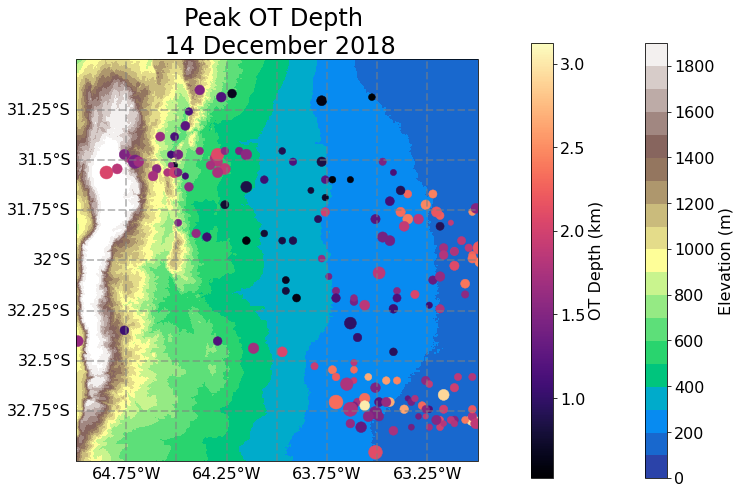 Peak OT Depth
14 December 2018
31.25°S
31.5°S
31.75°S
32°S
32.25°S
32.5°S
32.75°S
64.75°W
64.25°W
63.75°W
63.25°W
3.0
2.5
2.0
1.5
1.0
OT Depth (km)
1800
1600
1400
1200
1000
800
600
400
200
0
Elevation (m)